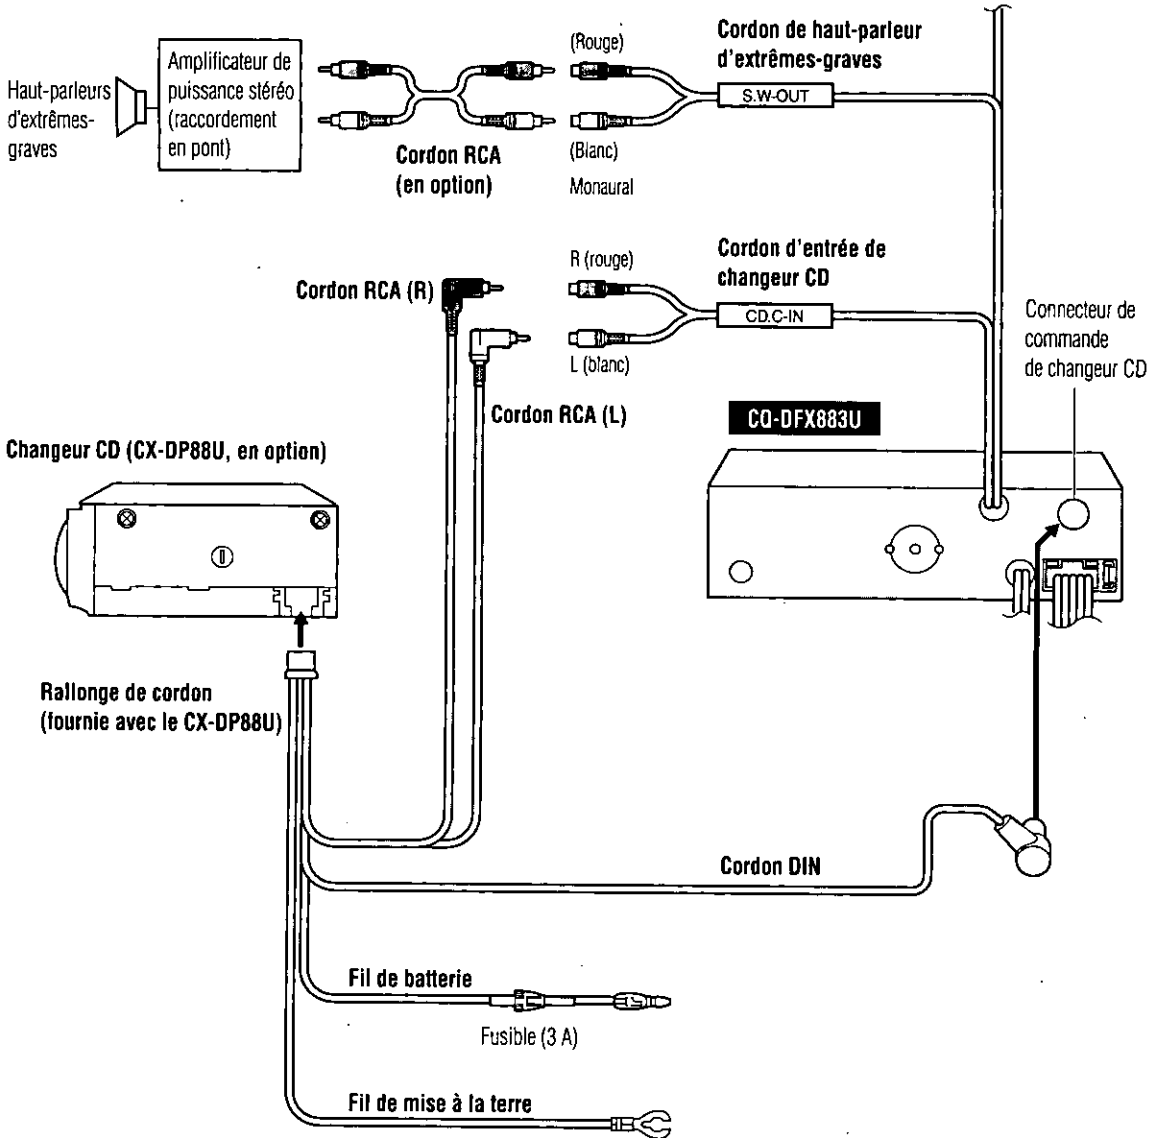 Haut-parleurs
d'extrêmes-
graves
Amplificateur de
puissance stéréo
(raccordement
en pont)
Cordon RCA
(en option)
(Rouge)
(Blanc)
Monaural
Cordon de haut-parleur
d'extrêmes-graves
S.W-OUT
Cordon RCA (R)
Cordon RCA (L)
R (rouge)
L (blanc)
Cordon d'entrée de
changeur CD
CD.C-IN
Connecteur de
commande
de changeur CD
CQ-DFX883U
Changeur CD (CX-DP88U, en option)
Rallonge de cordon
(fournie avec le CX-DP88U)
Cordon DIN
Fil de batterie
Fusible (3 A)
Fil de mise à la terre